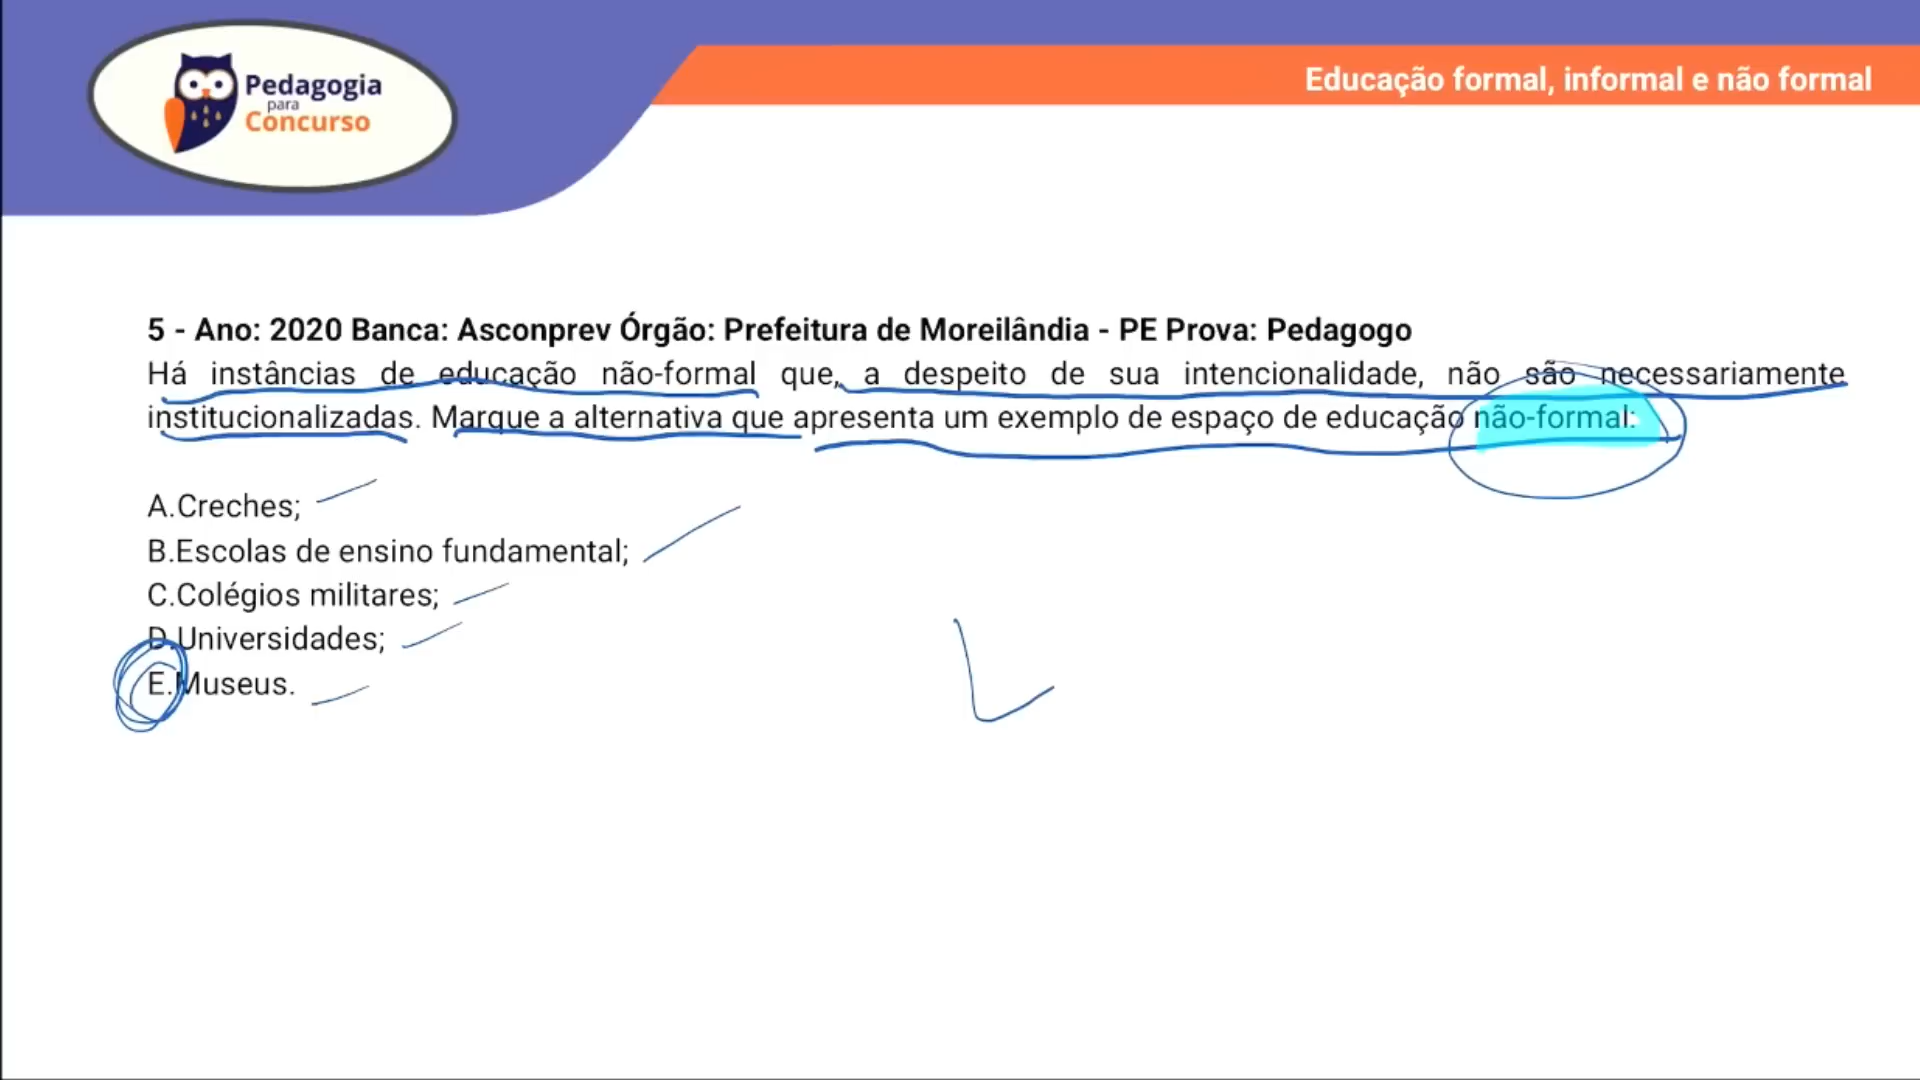 Pedagogia
para
Concurso
Educação formal, informal e não formal
5 - Ano: 2020 Banca: Asconprev Órgão: Prefeitura de Moreilândia - PE Prova: Pedagogo
Há instâncias de educação não-formal que, a despeito de sua intencionalidade, não são necessariamente
institucionalizadas. Marque a alternativa que apresenta um exemplo de espaço de educação não-formal:
A.Creches;
B.Escolas de ensino fundamental;
C.Colégios militares;
D.Universidades;
E.Museus.